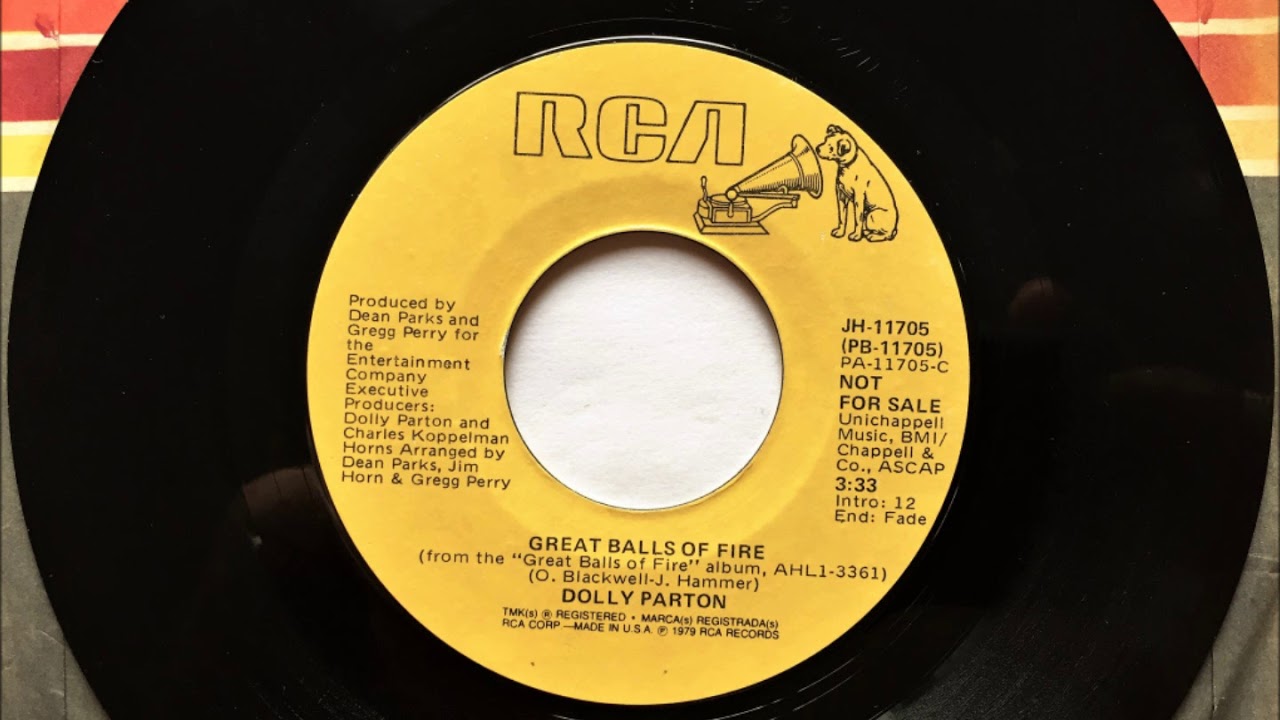 RCA
Produced by
Dean Parks and
Gregg Perry for
the
Entertainment
Company
Executive
Producers:
Dolly Parton and
Charles Koppelman
Horns Arranged by
Dean Parks, Jim
Horn & Gregg Perry
JH-11705
(PB-11705)
PA-11705-C
NOT
FOR SALE
Unichappell
Music, BMI/
Chappell &
Co., ASCAP
3:33
Intro: 12
End: Fade
GREAT BALLS OF FIRE
(from the "Great Balls of Fire" album, AHL1-3361)
(O. Blackwell-J. Hammer)
DOLLY PARTON
TMK(s) ® REGISTERED • MARCA(s) REGISTRADA(s)
RCA CORP.—MADE IN U.S.A. ℗ 1979 RCA RECORDS